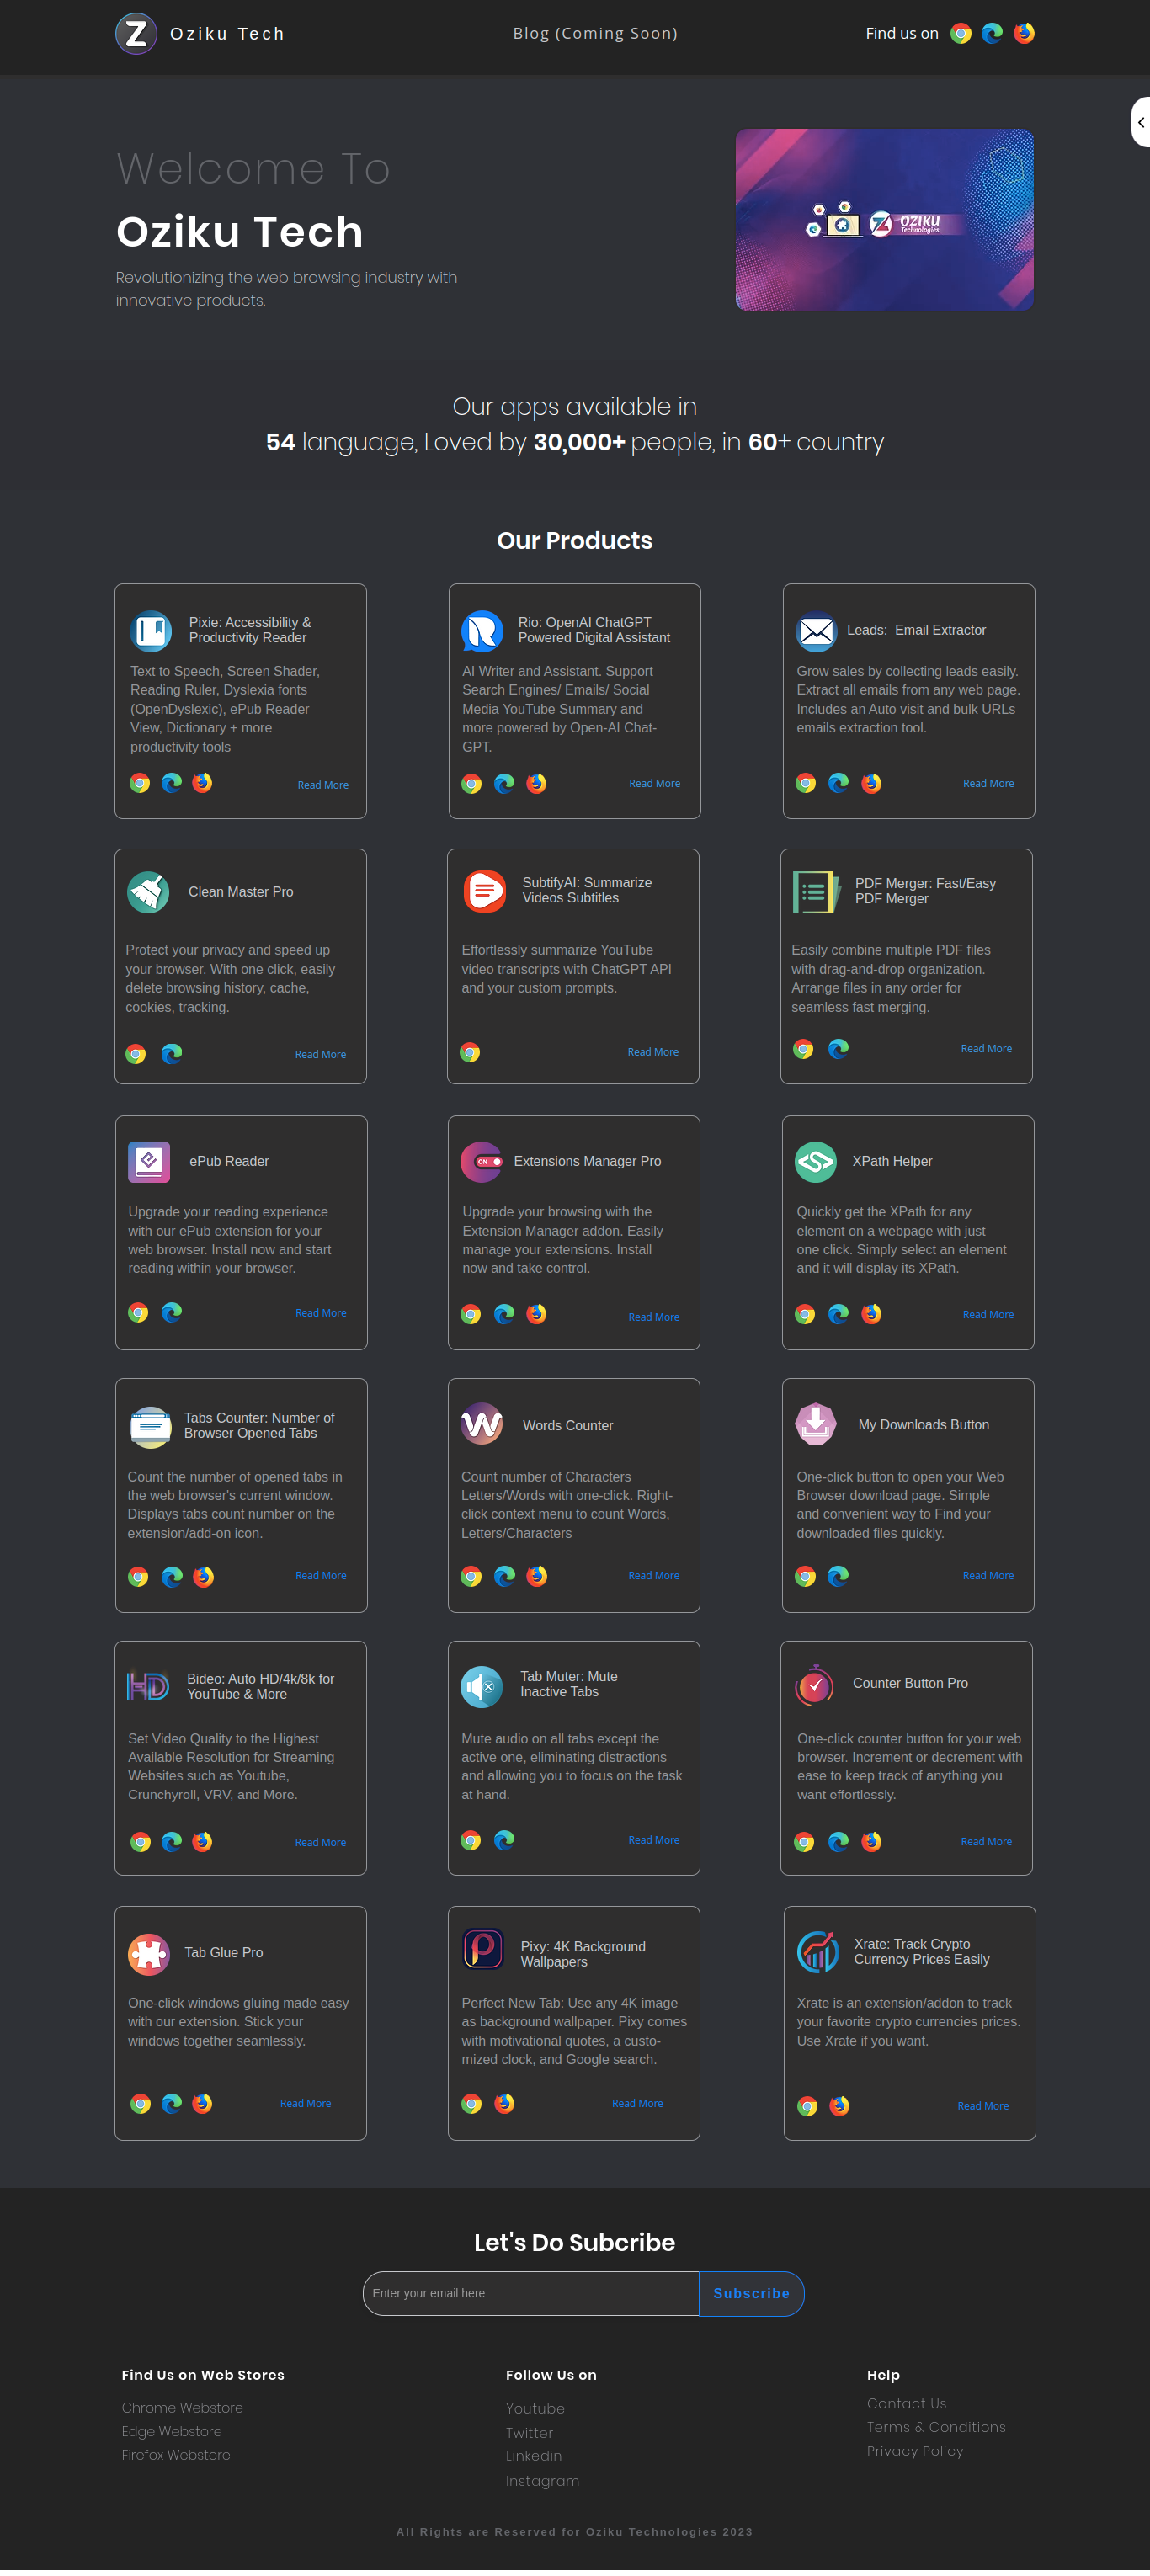 Oziku Tech
Blog (Coming Soon)
Find us on
Welcome To
Oziku Tech
Revolutionizing the web browsing industry with
innovative products.
OZIKU
Technologies
Our apps available in
54 language, Loved by 30,000+ people, in 60+ country
Our Products
Pixie: Accessibility &
Productivity Reader
Text to Speech, Screen Shader,
Reading Ruler, Dyslexia fonts
(OpenDyslexic), ePub Reader
View, Dictionary + more
productivity tools
Read More
Rio: OpenAI ChatGPT
Powered Digital Assistant
AI Writer and Assistant. Support
Search Engines/ Emails/ Social
Media YouTube Summary and
more powered by Open-AI Chat-
GPT.
Read More
Leads:  Email Extractor
Grow sales by collecting leads easily.
Extract all emails from any web page.
Includes an Auto visit and bulk URLs
emails extraction tool.
Read More
Clean Master Pro
Protect your privacy and speed up
your browser. With one click, easily
delete browsing history, cache,
cookies, tracking.
Read More
SubtifyAI: Summarize
Videos Subtitles
Effortlessly summarize YouTube
video transcripts with ChatGPT API
and your custom prompts.
Read More
PDF Merger: Fast/Easy
PDF Merger
Easily combine multiple PDF files
with drag-and-drop organization.
Arrange files in any order for
seamless fast merging.
Read More
ePub Reader
Upgrade your reading experience
with our ePub extension for your
web browser. Install now and start
reading within your browser.
Read More
ON
Extensions Manager Pro
Upgrade your browsing with the
Extension Manager addon. Easily
manage your extensions. Install
now and take control.
Read More
XPath Helper
Quickly get the XPath for any
element on a webpage with just
one click. Simply select an element
and it will display its XPath.
Read More
Tabs Counter: Number of
Browser Opened Tabs
Count the number of opened tabs in
the web browser's current window.
Displays tabs count number on the
extension/add-on icon.
Read More
Words Counter
Count number of Characters
Letters/Words with one-click. Right-
click context menu to count Words,
Letters/Characters
Read More
My Downloads Button
One-click button to open your Web
Browser download page. Simple
and convenient way to Find your
downloaded files quickly.
Read More
HD
Bideo: Auto HD/4k/8k for
YouTube & More
Set Video Quality to the Highest
Available Resolution for Streaming
Websites such as Youtube,
Crunchyroll, VRV, and More.
Read More
Tab Muter: Mute
Inactive Tabs
Mute audio on all tabs except the
active one, eliminating distractions
and allowing you to focus on the task
at hand.
Read More
Counter Button Pro
One-click counter button for your web
browser. Increment or decrement with
ease to keep track of anything you
want effortlessly.
Read More
Tab Glue Pro
One-click windows gluing made easy
with our extension. Stick your
windows together seamlessly.
Read More
Pixy: 4K Background
Wallpapers
Perfect New Tab: Use any 4K image
as background wallpaper. Pixy comes
with motivational quotes, a custo-
mized clock, and Google search.
Read More
Xrate: Track Crypto
Currency Prices Easily
Xrate is an extension/addon to track
your favorite crypto currencies prices.
Use Xrate if you want.
Read More
Let's Do Subcribe
Enter your email here
Subscribe
Find Us on Web Stores
Chrome Webstore
Edge Webstore
Firefox Webstore
Follow Us on
Youtube
Twitter
Linkedin
Instagram
Help
Contact Us
Terms & Conditions
Privacy Policy
All Rights are Reserved for Oziku Technologies 2023